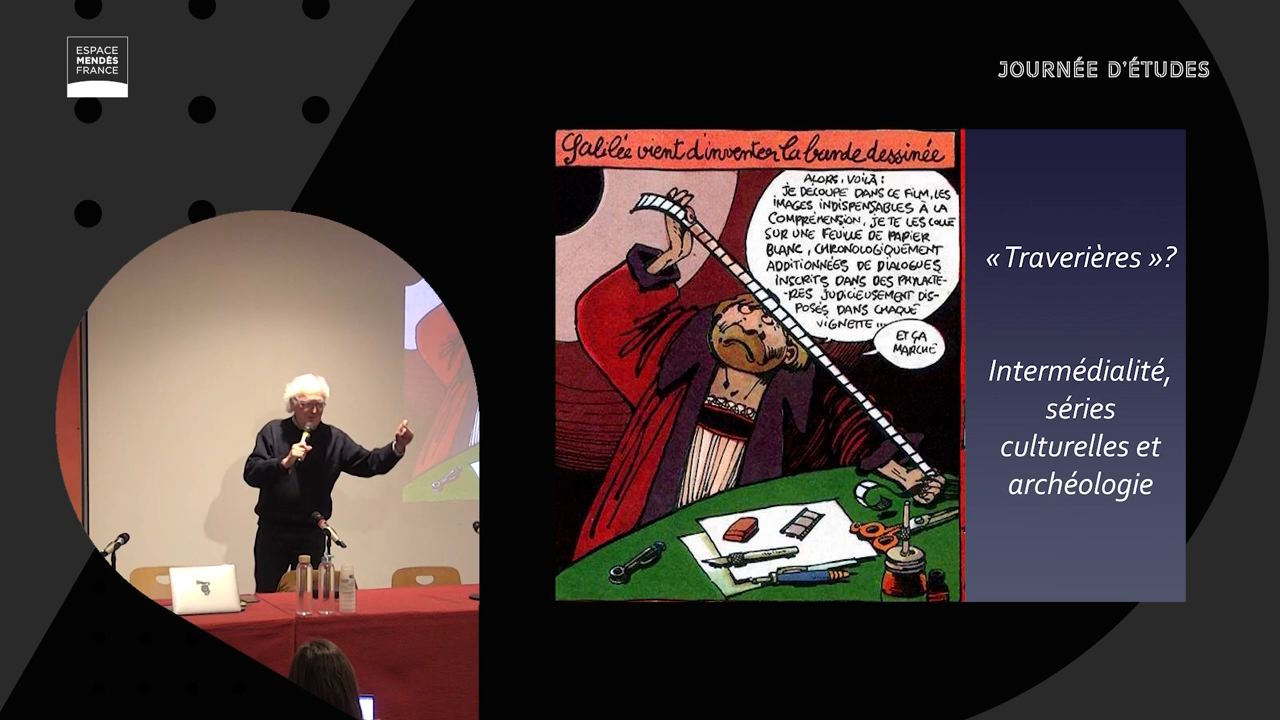 ESPACE
MENDÈS
FRANCE
JOURNÉE D'ÉTUDES
Galilée vient d'inventer la bande dessinée
ALORS, VOILÀ :
JE DÉCOUPE DANS CE FILM, LES
IMAGES INDISPENSABLES À LA
COMPRÉHENSION, JE TE LES COLLE
SUR UNE FEUILLE DE PAPIER
BLANC, CHRONOLOGIQUEMENT
ADDITIONNÉES DE DIALOGUES
INSCRITS DANS DES PHYLACTE-
-RES JUDICIEUSEMENT DIS-
POSÉS DANS CHAQUE
VIGNETTE...
ET ÇA
MARCHE
« Traverières »?
Intermédialité,
séries
culturelles et
archéologie